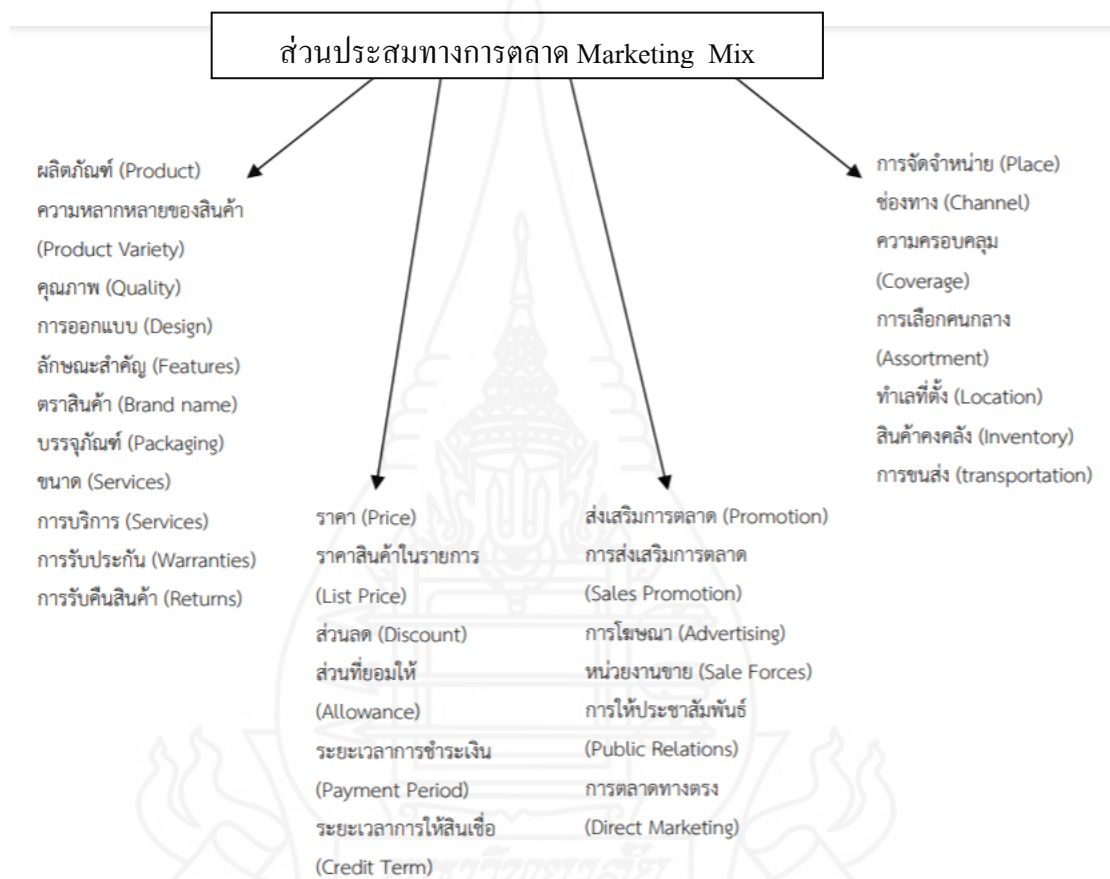 ส่วนประสมทางการตลาด Marketing Mix
ผลิตภัณฑ์ (Product)
ความหลากหลายของสินค้า
(Product Variety)
คุณภาพ (Quality)
การออกแบบ (Design)
ลักษณะสำคัญ (Features)
ตราสินค้า (Brand name)
บรรจุภัณฑ์ (Packaging)
ขนาด (Services)
การบริการ (Services)
การรับประกัน (Warranties)
การรับคืนสินค้า (Returns)
ราคา (Price)
ราคาสินค้าในรายการ
(List Price)
ส่วนลด (Discount)
ส่วนที่ยอมให้
(Allowance)
ระยะเวลาการชำระเงิน
(Payment Period)
ระยะเวลาการให้สินเชื่อ
(Credit Term)
ส่งเสริมการตลาด (Promotion)
การส่งเสริมการตลาด
(Sales Promotion)
การโฆษณา (Advertising)
หน่วยงานขาย (Sale Forces)
การให้ประชาสัมพันธ์
(Public Relations)
การตลาดทางตรง
(Direct Marketing)
การจัดจำหน่าย (Place)
ช่องทาง (Channel)
ความครอบคลุม
(Coverage)
การเลือกคนกลาง
(Assortment)
ทำเลที่ตั้ง (Location)
สินค้าคงคลัง (Inventory)
การขนส่ง (transportation)